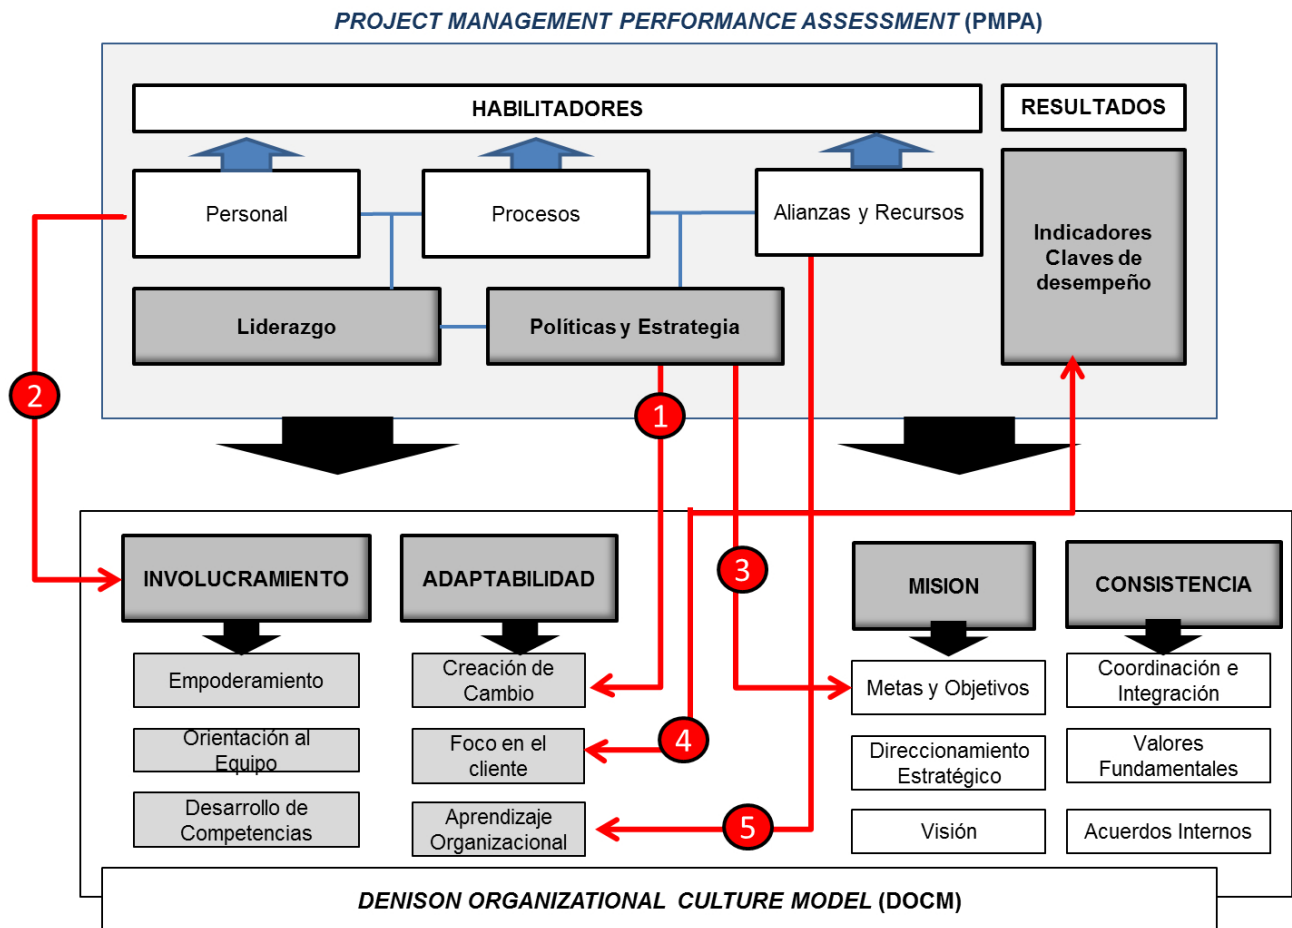 PROJECT MANAGEMENT PERFORMANCE ASSESSMENT (PMPA)
HABILITADORES
RESULTADOS
Personal
Procesos
Alianzas y Recursos
Indicadores
Claves de
desempeño
Liderazgo
Políticas y Estrategia
2
1
3
INVOLUCRAMIENTO
ADAPTABILIDAD
MISION
CONSISTENCIA
Empoderamiento
Creación de
Cambio
Metas y Objetivos
Coordinación e
Integración
Orientación al
Equipo
Foco en el
cliente
4
Direccionamiento
Estratégico
Valores
Fundamentales
Desarrollo de
Competencias
Aprendizaje
Organizacional
5
Visión
Acuerdos Internos
DENISON ORGANIZATIONAL CULTURE MODEL (DOCM)